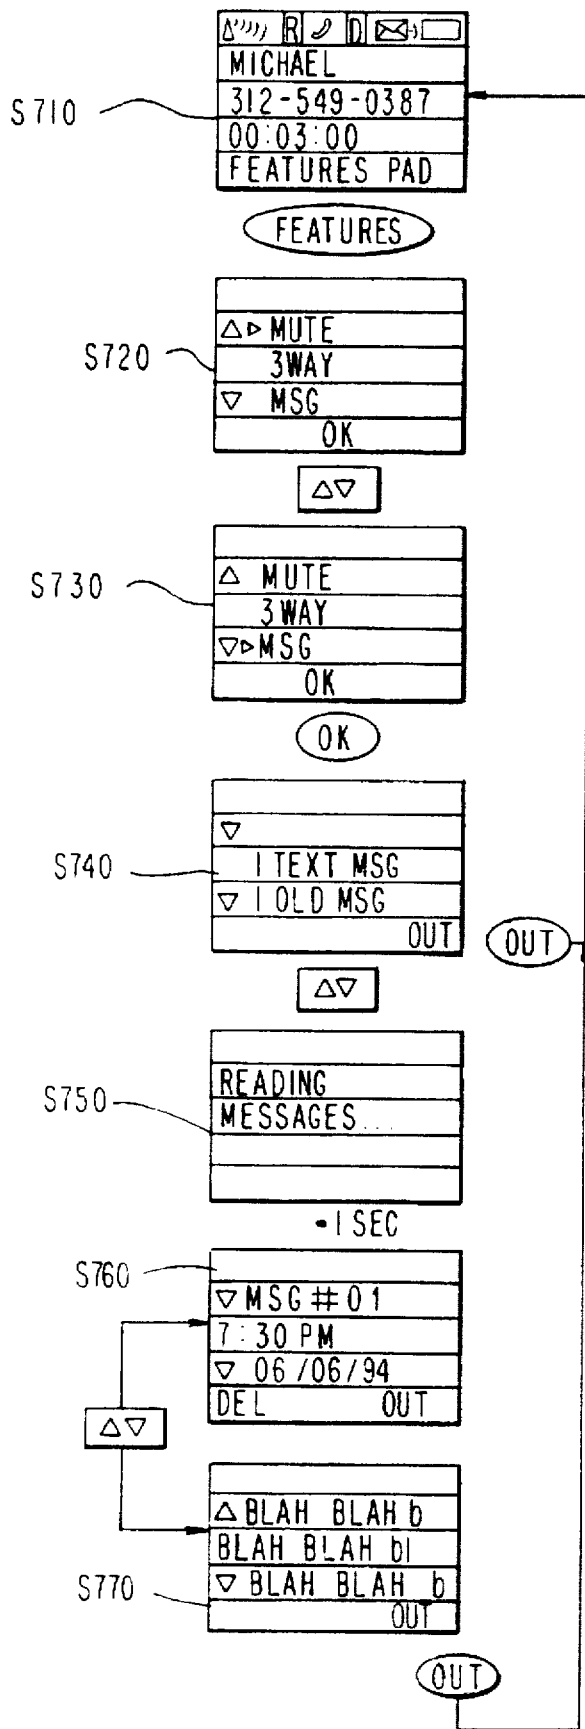 R D
MICHAEL
S710
312-549-0387
00:03:00
FEATURES PAD
FEATURES
MUTE
S720
3WAY
MSG
OK
S730
MUTE
3WAY
MSG
OK
OK
S740
1 TEXT MSG
1 OLD MSG
OUT
OUT
READING
S750
MESSAGES...
1 SEC
S760
MSG #01
7:30 PM
06/06/94
DEL OUT
BLAH BLAH b
BLAH BLAH bl
S770
BLAH BLAH b
OUT
OUT